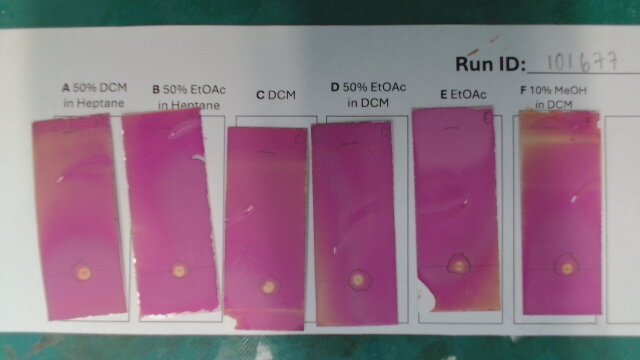 Run ID: 101677
A 50% DCM
in Heptane
B 50% EtOAc
in Heptane
C DCM
D 50% EtOAc
in DCM
E EtOAc
F 10% MeOH
in DCM